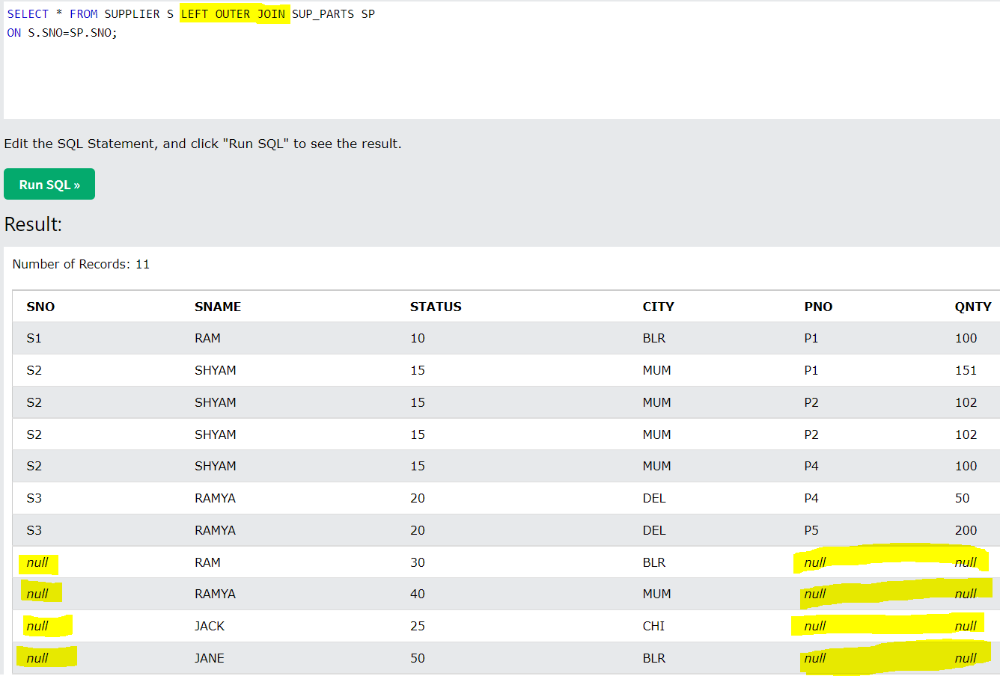 SELECT * FROM SUPPLIER S LEFT OUTER JOIN SUP_PARTS SP
ON S.SNO=SP.SNO;
Edit the SQL Statement, and click "Run SQL" to see the result.
Run SQL »
Result:
Number of Records: 11
SNO SNAME STATUS CITY PNO QNTY
S1 RAM 10 BLR P1 100
S2 SHYAM 15 MUM P1 151
S2 SHYAM 15 MUM P2 102
S2 SHYAM 15 MUM P2 102
S2 SHYAM 15 MUM P4 100
S3 RAMYA 20 DEL P4 50
S3 RAMYA 20 DEL P5 200
null RAM 30 BLR null null
null RAMYA 40 MUM null null
null JACK 25 CHI null null
null JANE 50 BLR null null